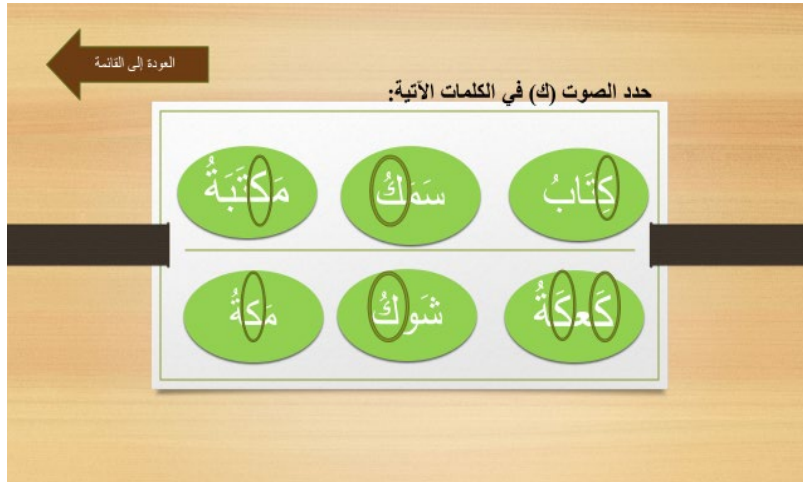 العودة إلى القائمة
حدد الصوت (ك) في الكلمات الآتية:
كِتَابُ سَمَكُ مَكتَبَةُ
كَعكَةُ شَوكُ مَكةُ